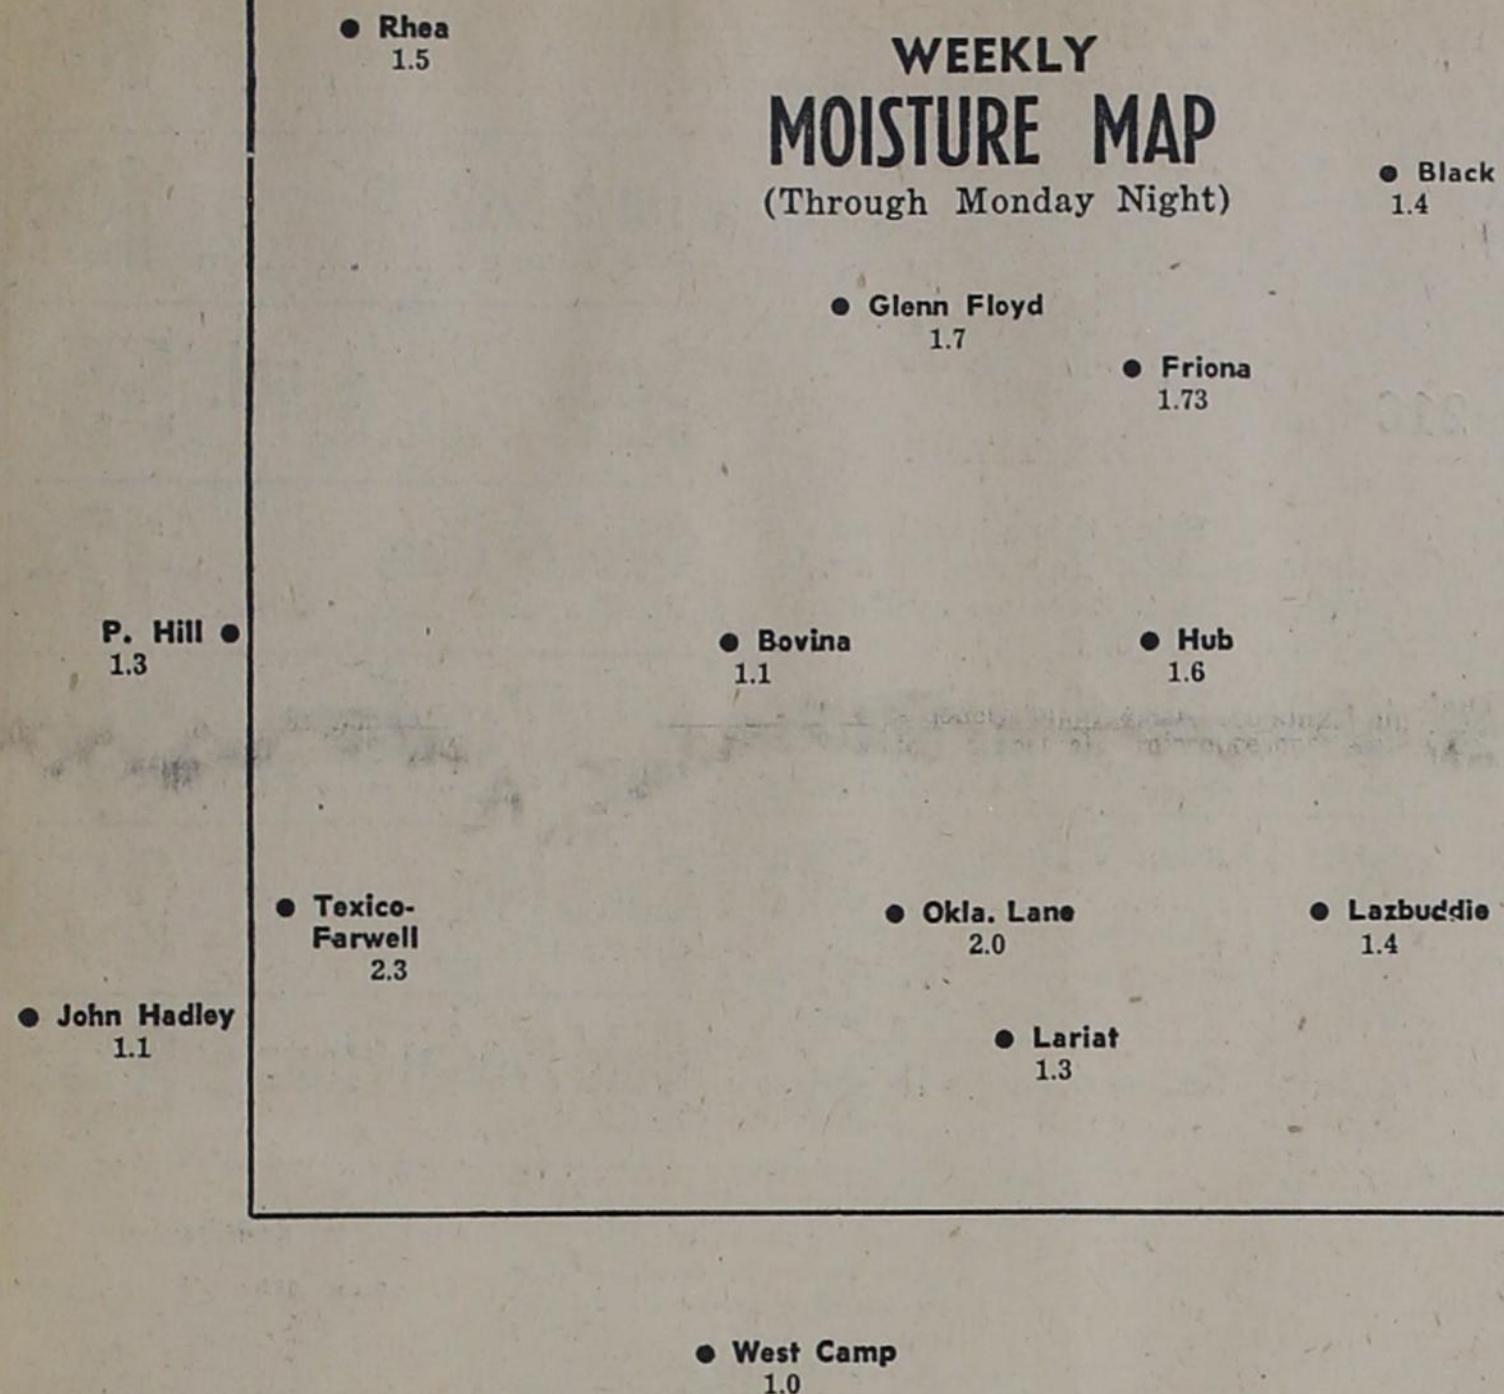 Rhea
1.5
WEEKLY
MOISTURE MAP
(Through Monday Night)
Black
1.4
Glenn Floyd
1.7
Friona
1.73
P. Hill
1.3
Bovina
1.1
Hub
1.6
Texico-
Farwell
2.3
Okla. Lane
2.0
Lazbuddie
1.4
John Hadley
1.1
Lariat
1.3
West Camp
1.0